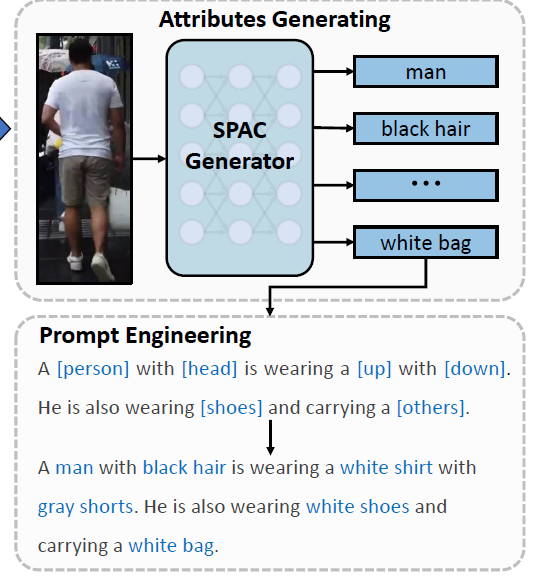 Attributes Generating
SPAC
Generator
man
black hair
...
white bag
Prompt Engineering
A [person] with [head] is wearing a [up] with [down].
He is also wearing [shoes] and carrying a [others].
A man with black hair is wearing a white shirt with
gray shorts. He is also wearing white shoes and
carrying a white bag.